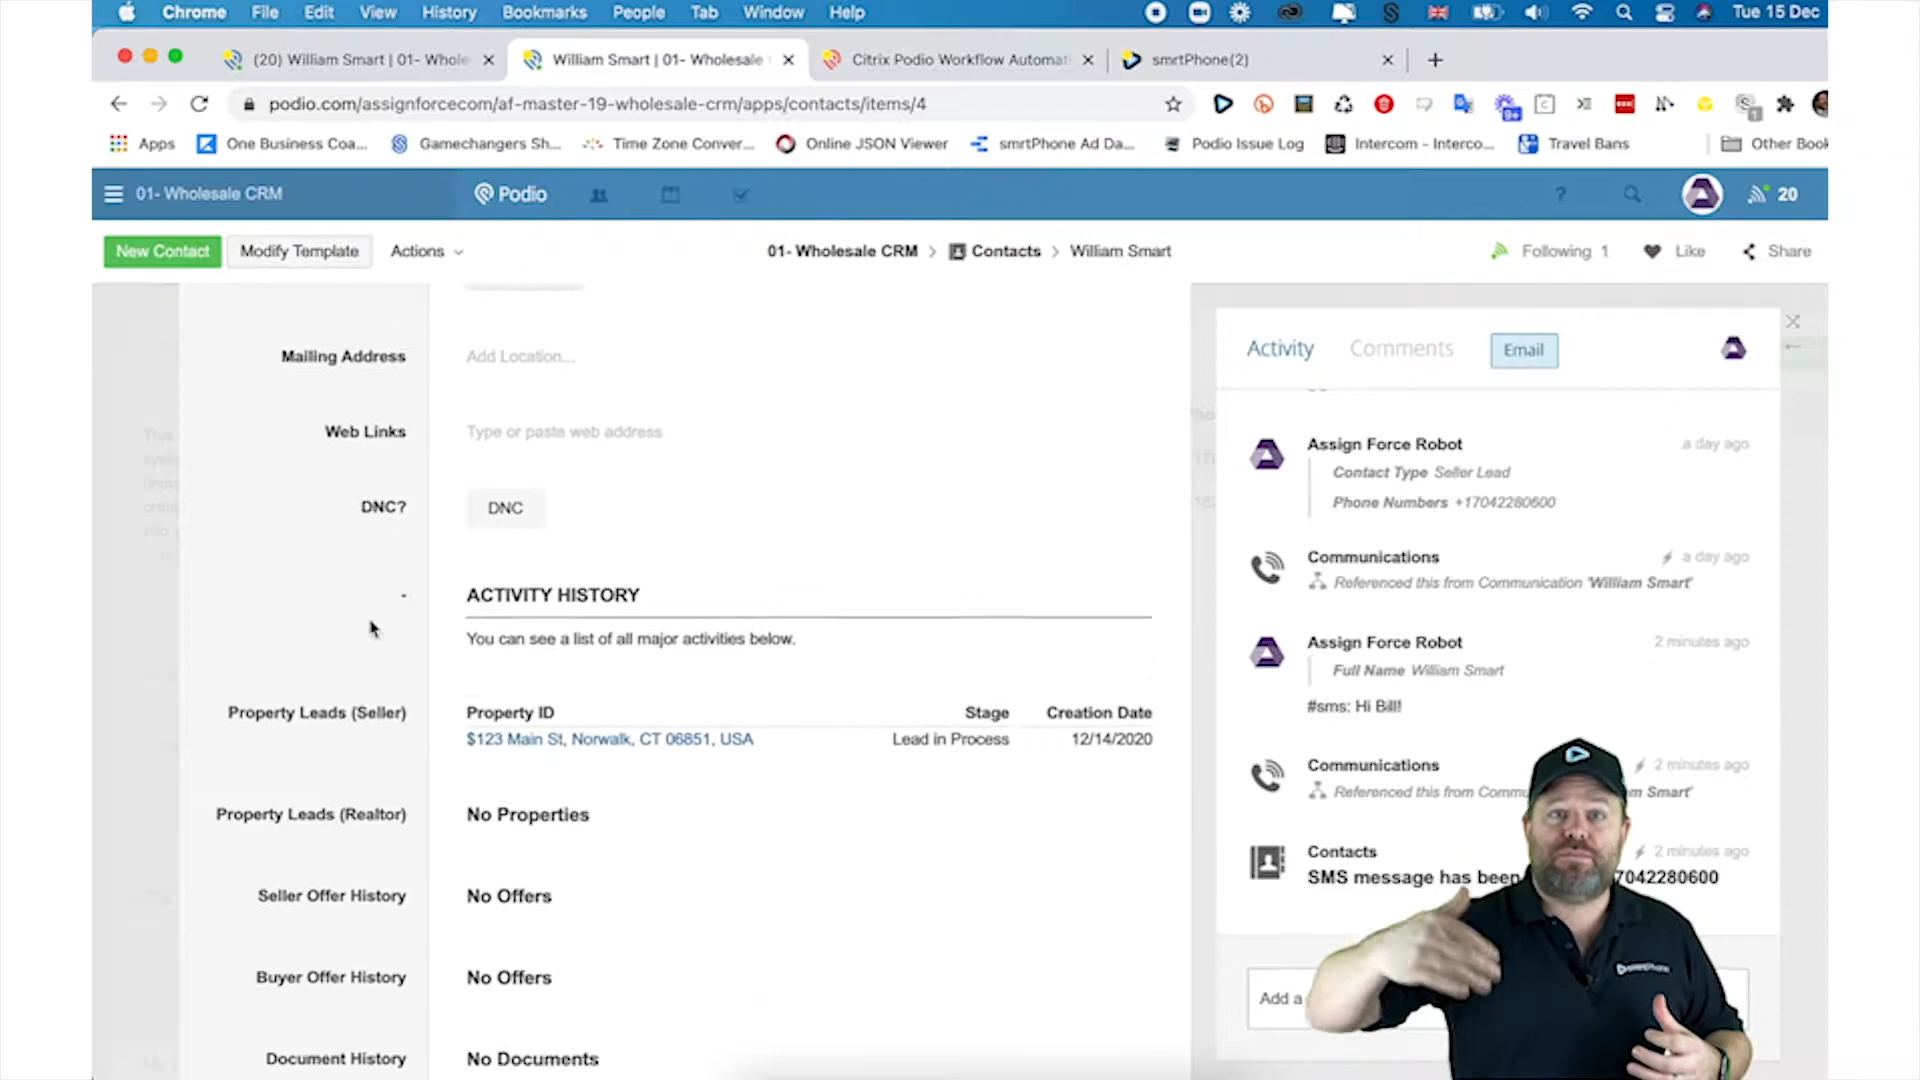 Chrome File Edit View History Bookmarks People Tab Window Help Tue 15 Dec
(20) William Smart | 01- Whole
William Smart | 01- Wholesale
Citrix Podio Workflow Automat
smrtPhone(2)
podio.com/assignforcecom/af-master-19-wholesale-crm/apps/contacts/items/4
Apps One Business Coa... Gamechangers Sh... Time Zone Conver... Online JSON Viewer smrtPhone Ad Da... Podio Issue Log Intercom - Interco... Travel Bans Other Book
01- Wholesale CRM Podio ? 20
New Contact Modify Template Actions 01- Wholesale CRM > Contacts > William Smart Following 1 Like Share
Mailing Address Add Location...
Web Links Type or paste web address
DNC? DNC
- ACTIVITY HISTORY
You can see a list of all major activities below.
Property Leads (Seller) Property ID Stage Creation Date
$123 Main St, Norwalk, CT 06851, USA Lead in Process 12/14/2020
Property Leads (Realtor) No Properties
Seller Offer History No Offers
Buyer Offer History No Offers
Document History No Documents
Activity Comments Email
Assign Force Robot a day ago
Contact Type Seller Lead
Phone Numbers +17042280600
Communications a day ago
Referenced this from Communication 'William Smart'
Assign Force Robot 2 minutes ago
Full Name William Smart
#sms: Hi Bill!
Communications 2 minutes ago
Referenced this from Commu m Smart'
Contacts 2 minutes ago
SMS message has been 7042280600
Add a